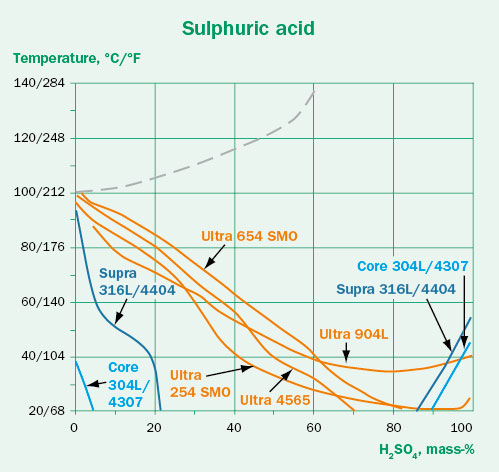 Sulphuric acid
Temperature, °C/°F
140/284
120/248
100/212
80/176
60/140
40/104
20/68
Ultra 654 SMO
Core 304L/4307
Supra
316L/4404
Supra 316L/4404
Ultra 904L
Core
304L/
4307
Ultra
254 SMO
Ultra 4565
0
20
40
60
80
100
H₂SO₄, mass-%